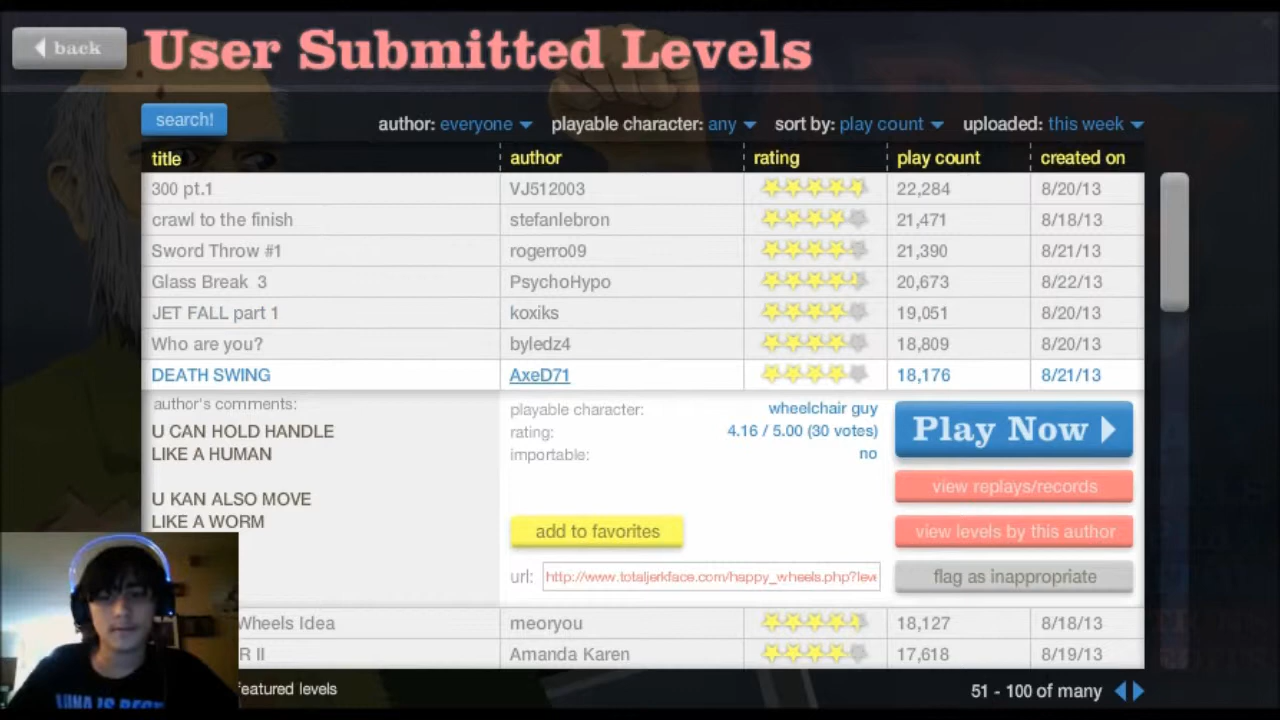 back
User Submitted Levels
search!
author: everyone
playable character: any
sort by: play count
uploaded: this week
title author rating play count created on
300 pt.1 VJ512003 22,284 8/20/13
crawl to the finish stefanlebron 21,471 8/18/13
Sword Throw #1 rogerro09 21,390 8/21/13
Glass Break 3 PsychoHypo 20,673 8/22/13
JET FALL part 1 koxiks 19,051 8/20/13
Who are you? byledz4 18,809 8/20/13
DEATH SWING AxeD71 18,176 8/21/13
author's comments:
U CAN HOLD HANDLE
LIKE A HUMAN
U KAN ALSO MOVE
LIKE A WORM
playable character: wheelchair guy
rating: 4.16 / 5.00 (30 votes)
importable: no
add to favorites
url: http://www.totaljerkface.com/happy_wheels.php?leve
Play Now
view replays/records
view levels by this author
flag as inappropriate
Wheels Idea meoryou 18,127 8/18/13
R II Amanda Karen 17,618 8/19/13
featured levels
51 - 100 of many